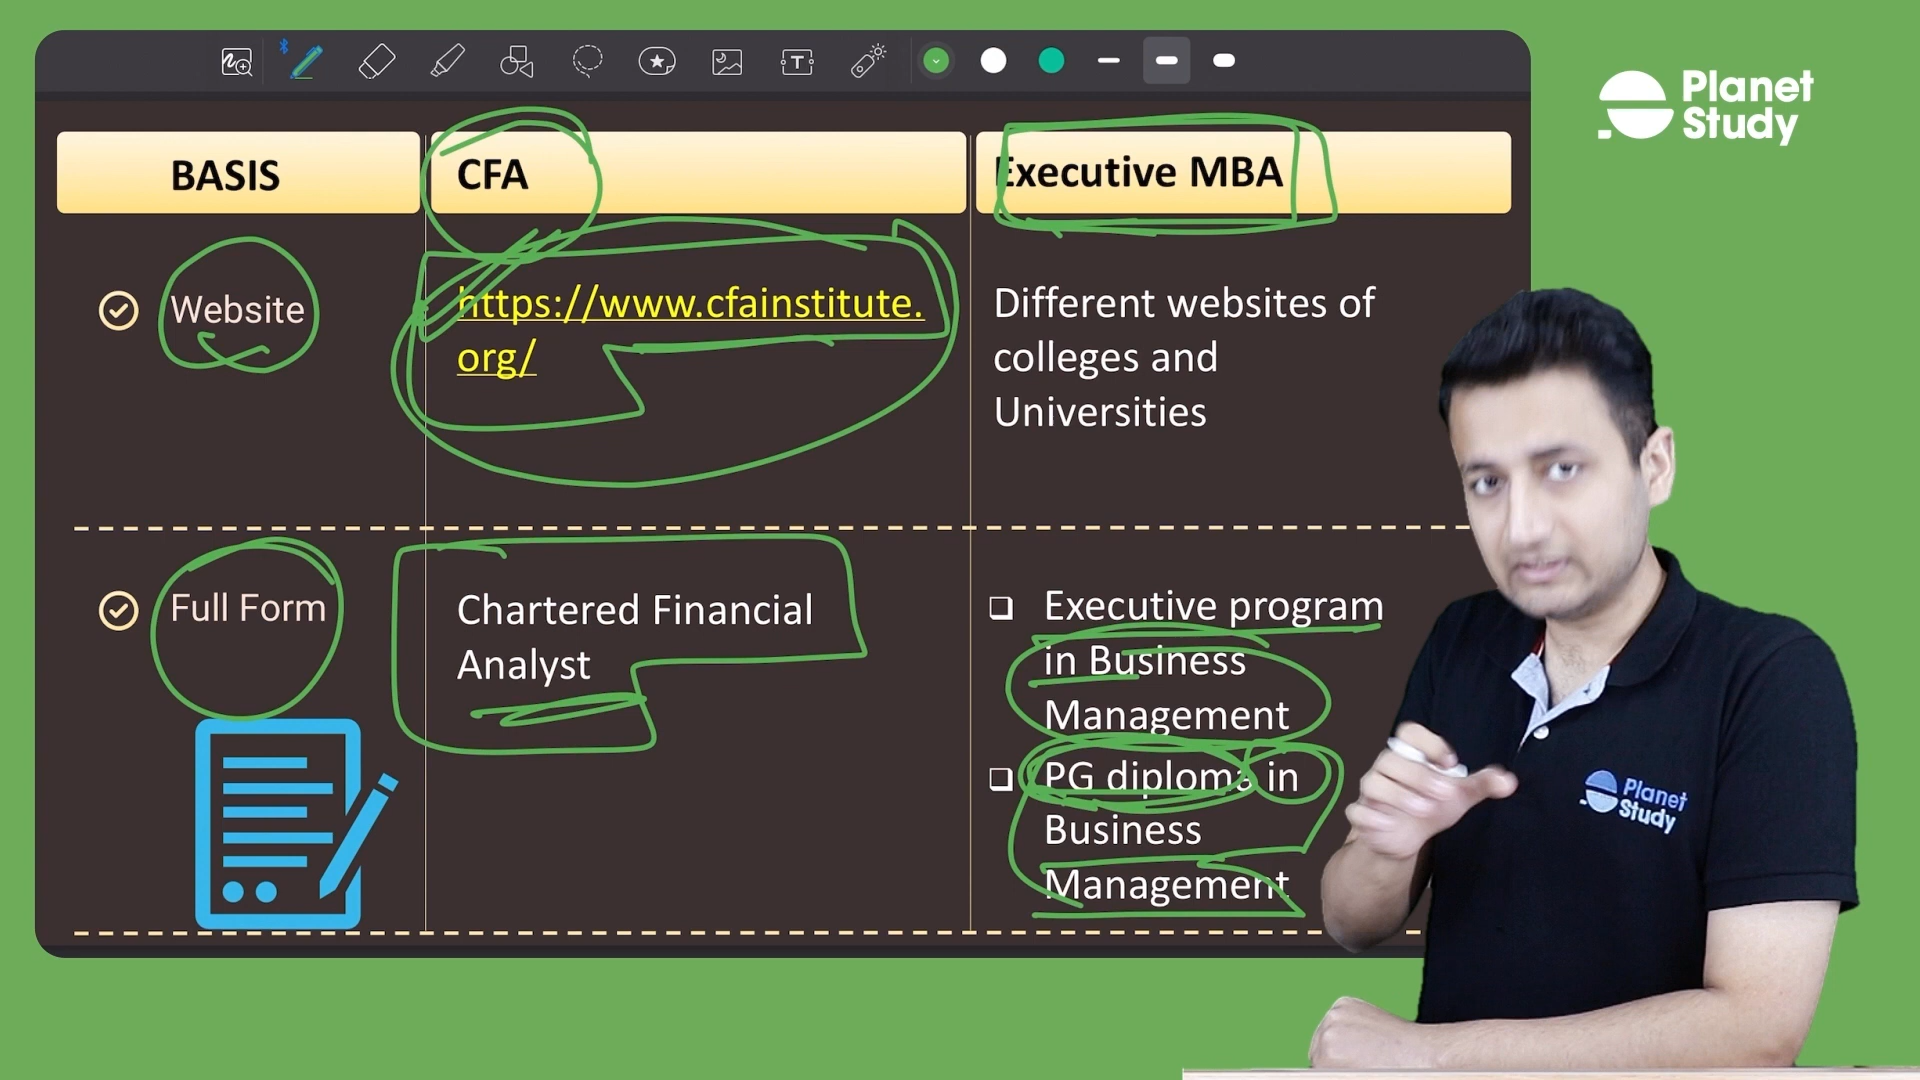 Planet
Study
BASIS
CFA
Executive MBA
Website
https://www.cfainstitute.
org/
Different websites of
colleges and
Universities
Full Form
Chartered Financial
Analyst
Executive program
in Business
Management
PG diploma in
Business
Management
Planet
Study
T